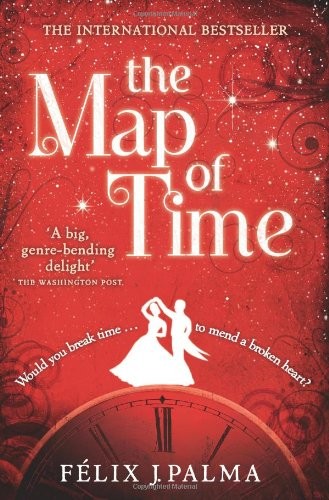 THE INTERNATIONAL BESTSELLER
the
Map
of
Time
'A big,
genre-bending
delight'
THE WASHINGTON POST
Would you break time... to mend a broken heart?
XII
FÉLIX J. PALMA